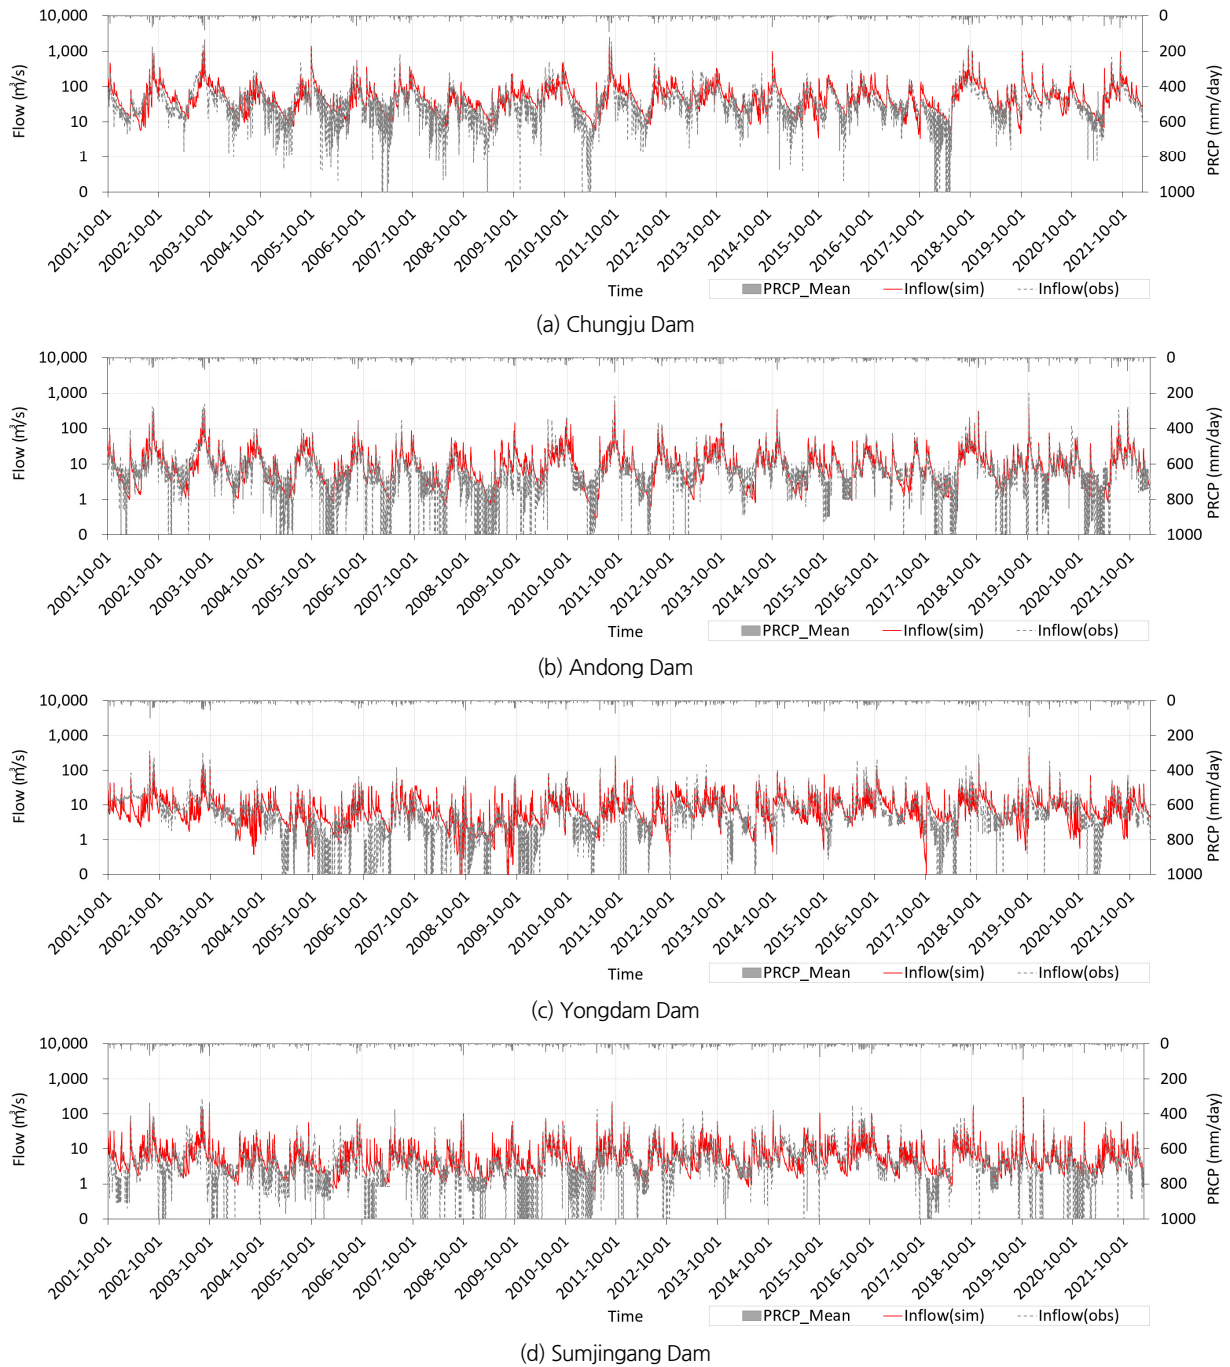 10,000 0
1,000 200
100 400
10 600
1 800
0 1000
Flow (m³/s)
PRCP (mm/day)
2001-10-01 2002-10-01 2003-10-01 2004-10-01 2005-10-01 2006-10-01 2007-10-01 2008-10-01 2009-10-01 2010-10-01 2011-10-01 2012-10-01 2013-10-01 2014-10-01 2015-10-01 2016-10-01 2017-10-01 2018-10-01 2019-10-01 2020-10-01 2021-10-01
Time
PRCP_Mean Inflow(sim) Inflow(obs)
(a) Chungju Dam
10,000 0
1,000 200
100 400
10 600
1 800
0 1000
Flow (m³/s)
PRCP (mm/day)
2001-10-01 2002-10-01 2003-10-01 2004-10-01 2005-10-01 2006-10-01 2007-10-01 2008-10-01 2009-10-01 2010-10-01 2011-10-01 2012-10-01 2013-10-01 2014-10-01 2015-10-01 2016-10-01 2017-10-01 2018-10-01 2019-10-01 2020-10-01 2021-10-01
Time
PRCP_Mean Inflow(sim) Inflow(obs)
(b) Andong Dam
10,000 0
1,000 200
100 400
10 600
1 800
0 1000
Flow (m³/s)
PRCP (mm/day)
2001-10-01 2002-10-01 2003-10-01 2004-10-01 2005-10-01 2006-10-01 2007-10-01 2008-10-01 2009-10-01 2010-10-01 2011-10-01 2012-10-01 2013-10-01 2014-10-01 2015-10-01 2016-10-01 2017-10-01 2018-10-01 2019-10-01 2020-10-01 2021-10-01
Time
PRCP_Mean Inflow(sim) Inflow(obs)
(c) Yongdam Dam
10,000 0
1,000 200
100 400
10 600
1 800
0 1000
Flow (m³/s)
PRCP (mm/day)
2001-10-01 2002-10-01 2003-10-01 2004-10-01 2005-10-01 2006-10-01 2007-10-01 2008-10-01 2009-10-01 2010-10-01 2011-10-01 2012-10-01 2013-10-01 2014-10-01 2015-10-01 2016-10-01 2017-10-01 2018-10-01 2019-10-01 2020-10-01 2021-10-01
Time
PRCP_Mean Inflow(sim) Inflow(obs)
(d) Sumjingang Dam